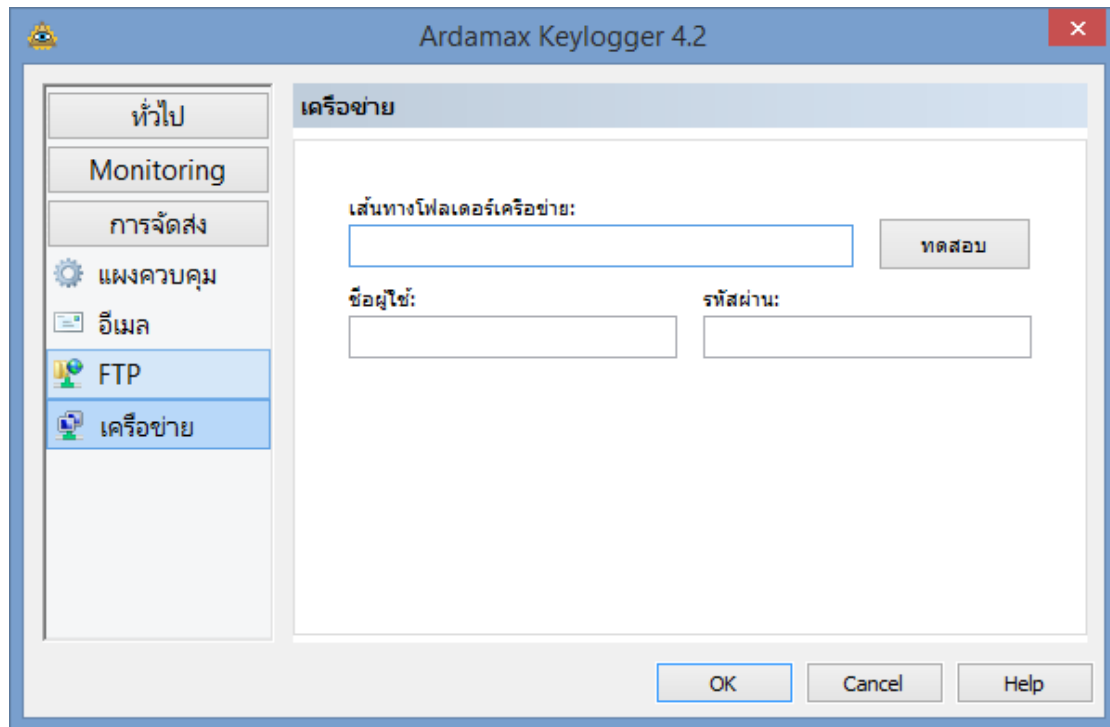 Ardamax Keylogger 4.2
ทั่วไป
Monitoring
การจัดส่ง
แผงควบคุม
อีเมล
FTP
เครือข่าย
เครือข่าย
เส้นทางโฟลเดอร์เครือข่าย:
ทดสอบ
ชื่อผู้ใช้:
รหัสผ่าน:
OK
Cancel
Help